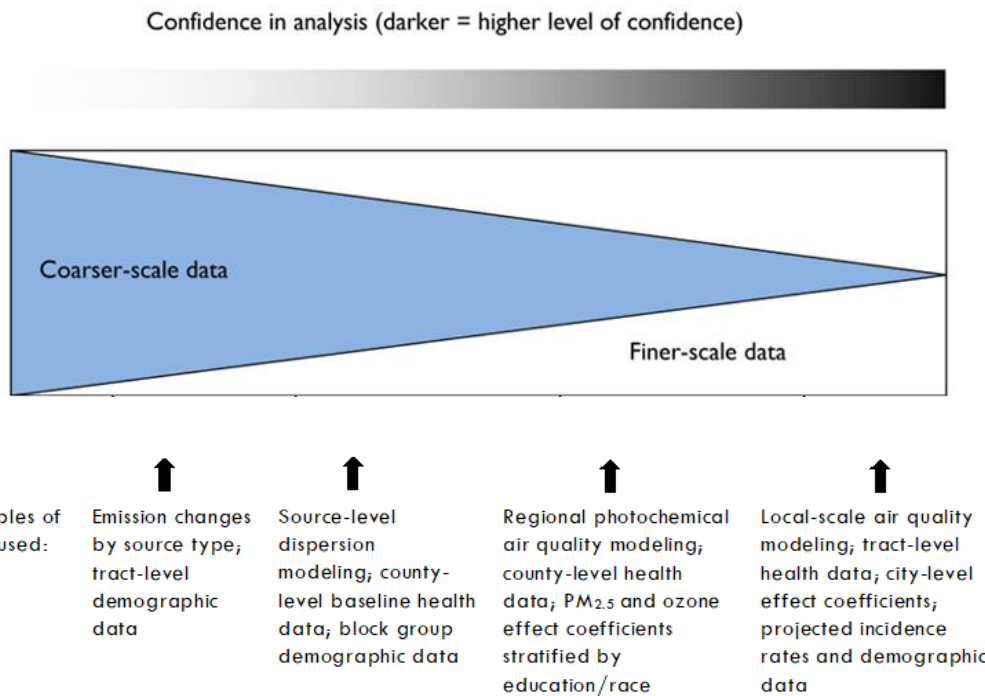 Confidence in analysis (darker = higher level of confidence)
Coarser-scale data
Finer-scale data
ples of
used:
Emission changes
by source type;
tract-level
demographic
data
Source-level
dispersion
modeling; county-
level baseline health
data; block group
demographic data
Regional photochemical
air quality modeling;
county-level health
data; PM2.5 and ozone
effect coefficients
stratified by
education/race
Local-scale air quality
modeling; tract-level
health data; city-level
effect coefficients;
projected incidence
rates and demographic
data